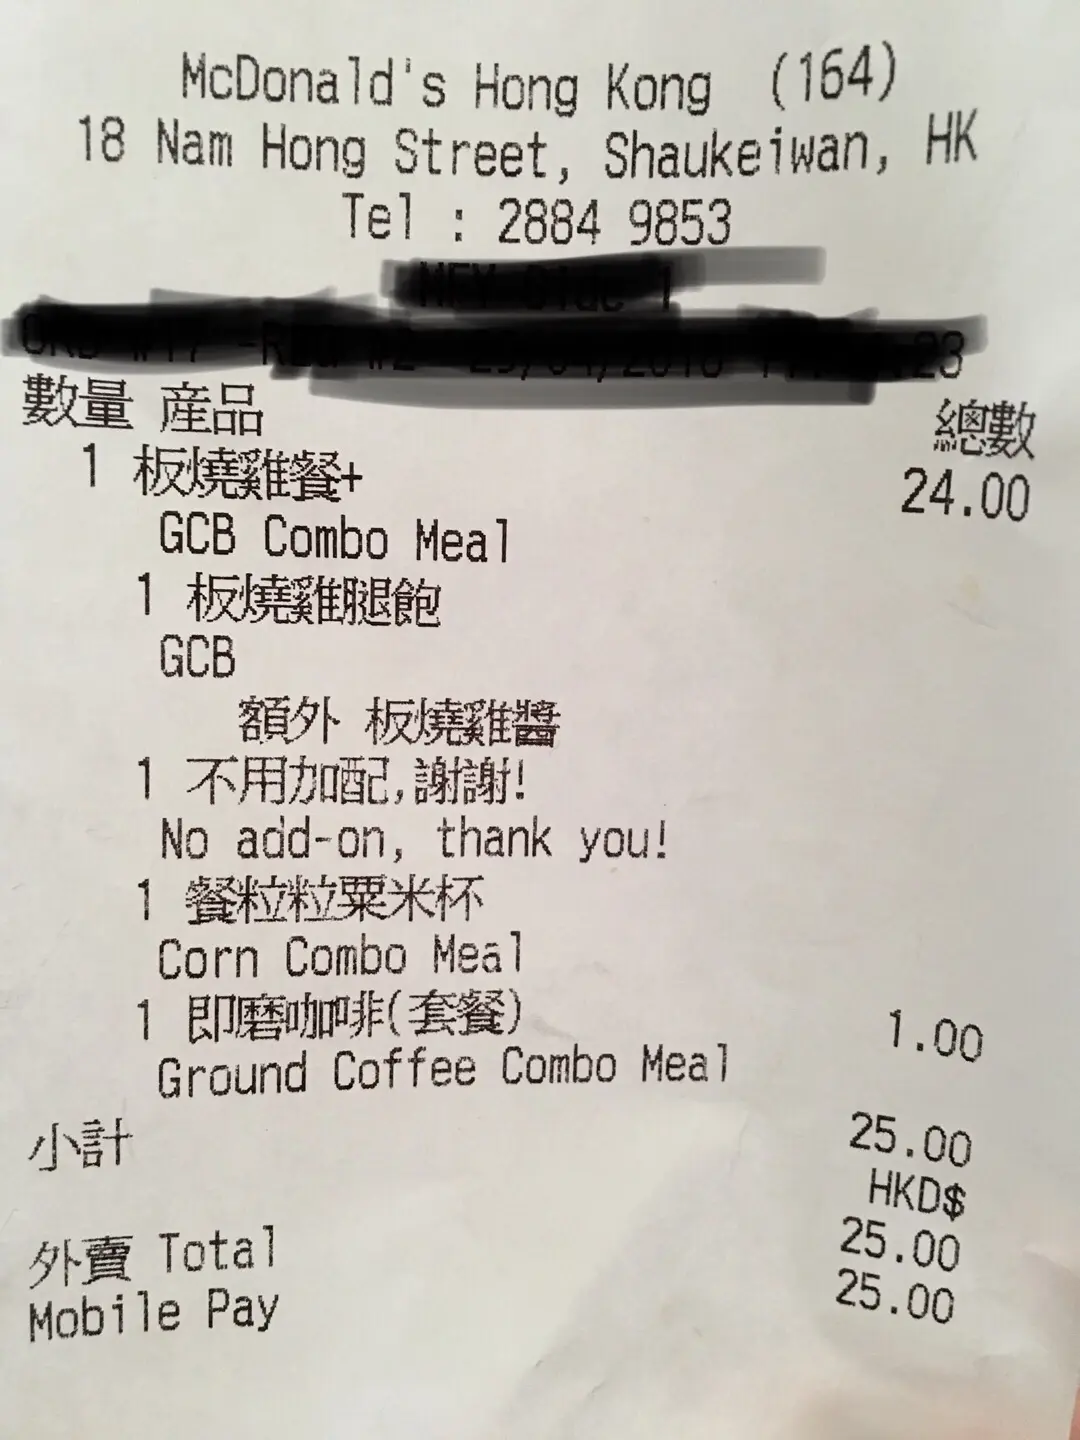 McDonald's Hong Kong (164)
18 Nam Hong Street, Shaukeiwan, HK
Tel : 2884 9853
數量 産品 總數
1 板燒雞餐+ 24.00
GCB Combo Meal
1 板燒雞腿飽
GCB
額外 板燒雞醬
1 不用加配,謝謝!
No add-on, thank you!
1 餐粒粒粟米杯
Corn Combo Meal
1 即磨咖啡(套餐) 1.00
Ground Coffee Combo Meal
小計 25.00
HKD$
外賣 Total 25.00
Mobile Pay 25.00